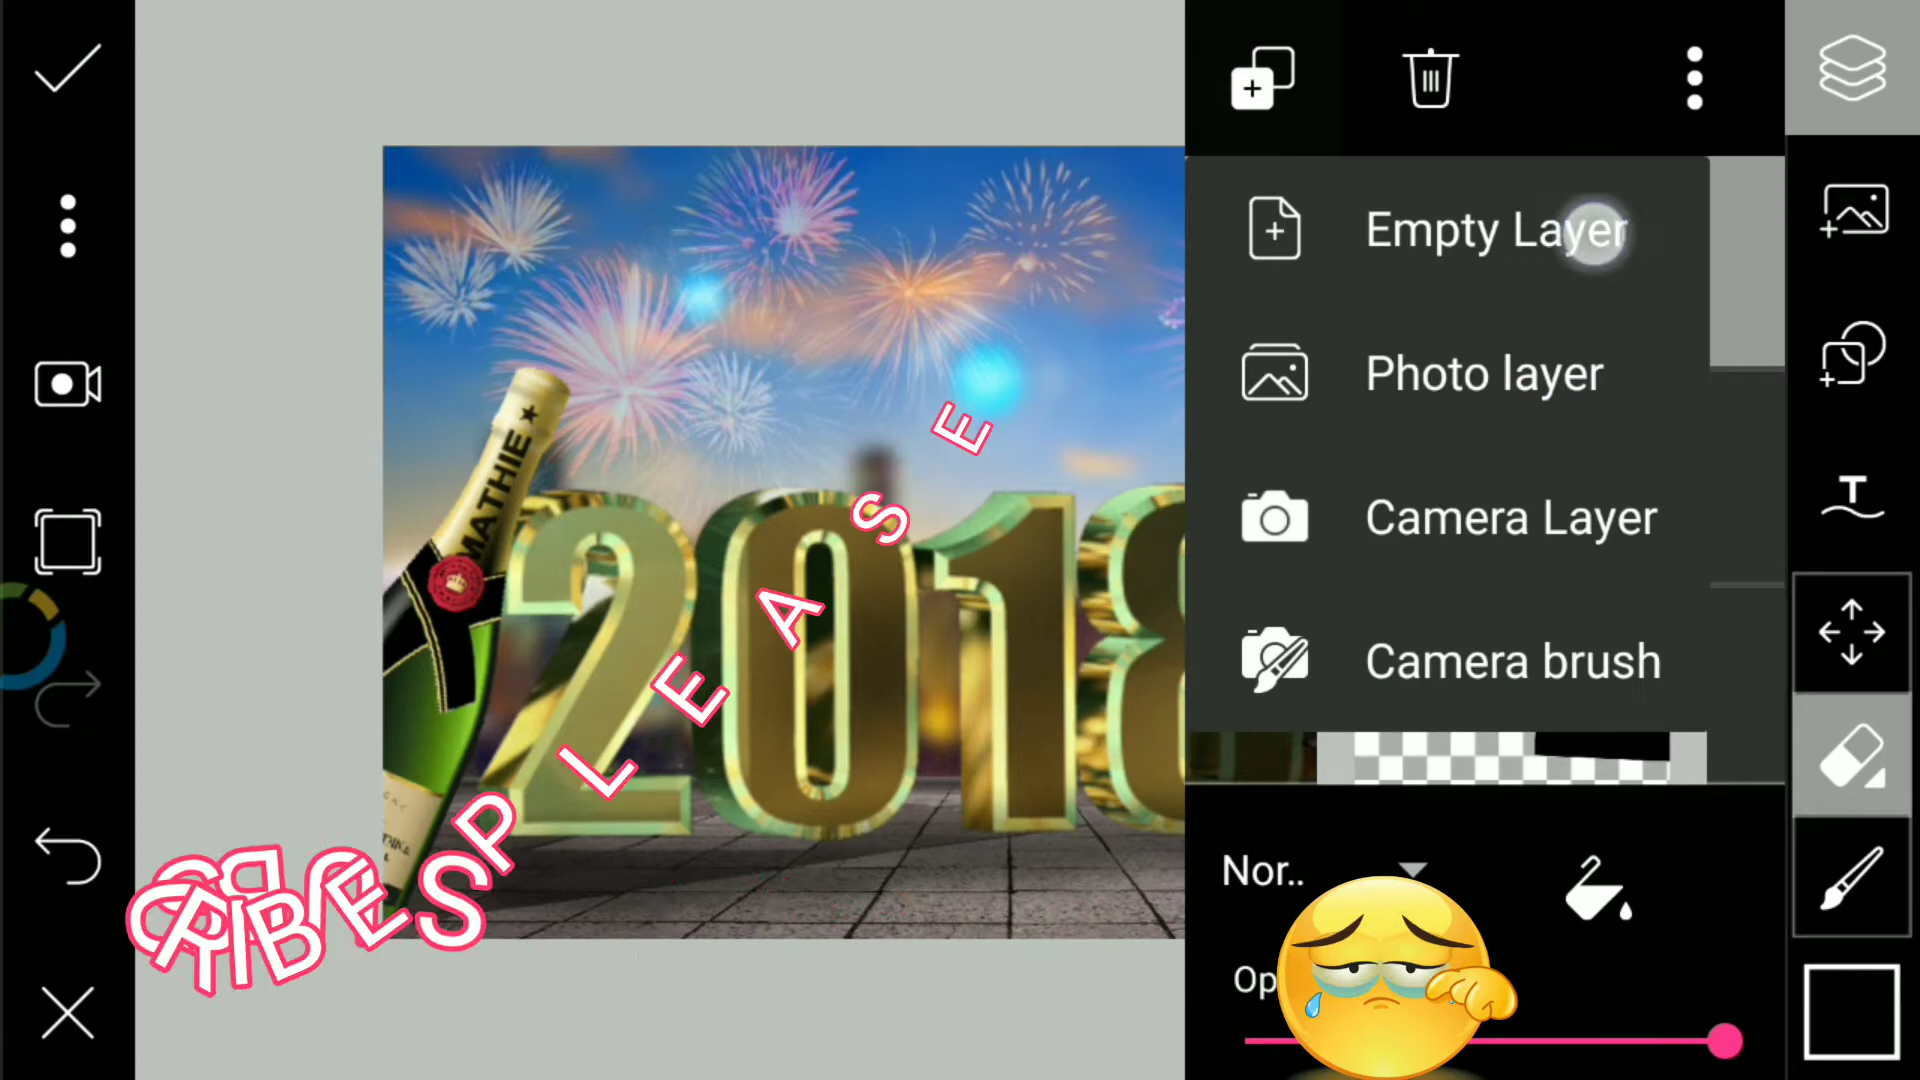 Empty Layer
Photo layer
Camera Layer
Camera brush
MATHIE
2018
PLEASE
Nor..
Op